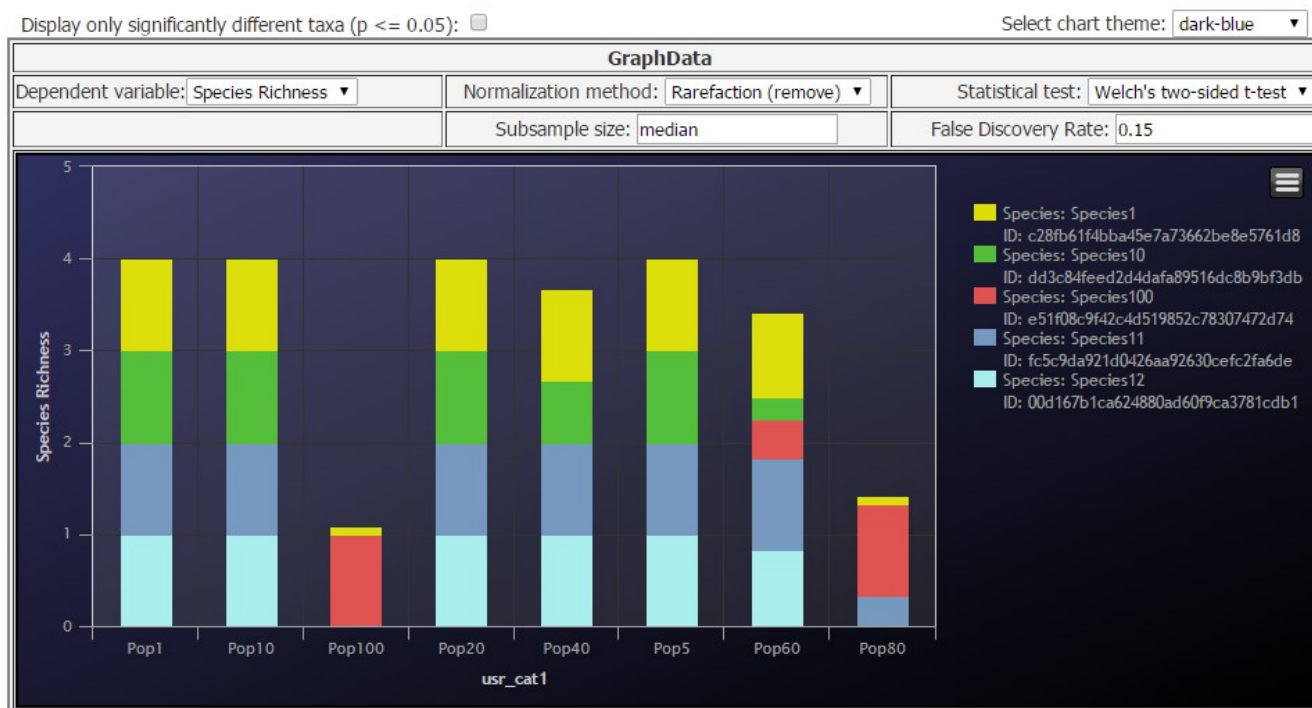 Display only significantly different taxa (p <= 0.05):
Select chart theme: dark-blue
GraphData
Dependent variable: Species Richness
Normalization method: Rarefaction (remove)
Statistical test: Welch's two-sided t-test
Subsample size: median
False Discovery Rate: 0.15
5
4
3
2
1
0
Species Richness
Pop1 Pop10 Pop100 Pop20 Pop40 Pop5 Pop60 Pop80
usr_cat1
Species: Species1
ID: c28fb61f4bba45e7a73662be8e5761d8
Species: Species10
ID: dd3c84feed2d4dafa89516dc8b9bf3db
Species: Species100
ID: e51f08c9f42c4d519852c78307472d74
Species: Species11
ID: fc5c9da921d0426aa92630cefc2fa6de
Species: Species12
ID: 00d167b1ca624880ad60f9ca3781cdb1